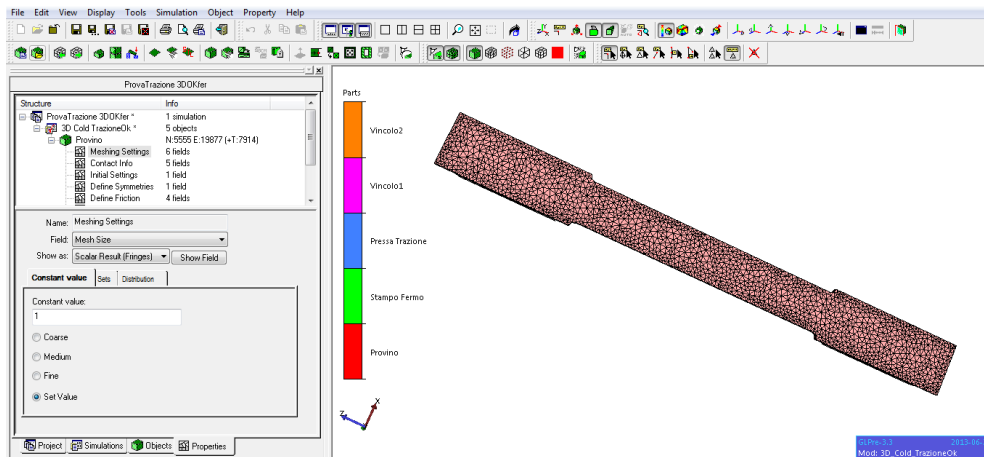 File Edit View Display Tools Simulation Object Property Help
ProvaTrazione 3DOKfer
Structure Info
ProvaTrazione 3DOKfer * 1 simulation
3D Cold TrazioneOk * 5 objects
Provino N:5555 E:19877 (+T:7914)
Meshing Settings 6 fields
Contact Info 5 fields
Initial Settings 1 field
Define Symmetries 1 field
Define Friction 4 fields
Name: Meshing Settings
Field: Mesh Size
Show as: Scalar Result (Fringes) Show Field
Constant value Sets Distribution
Constant value:
1
Coarse
Medium
Fine
Set Value
Project Simulations Objects Properties
Parts
Vincolo2
Vincolo1
Pressa Trazione
Stampo Fermo
Provino
Z X
GLPre-3.3 2013-06-
Mod: 3D_Cold_TrazioneOk